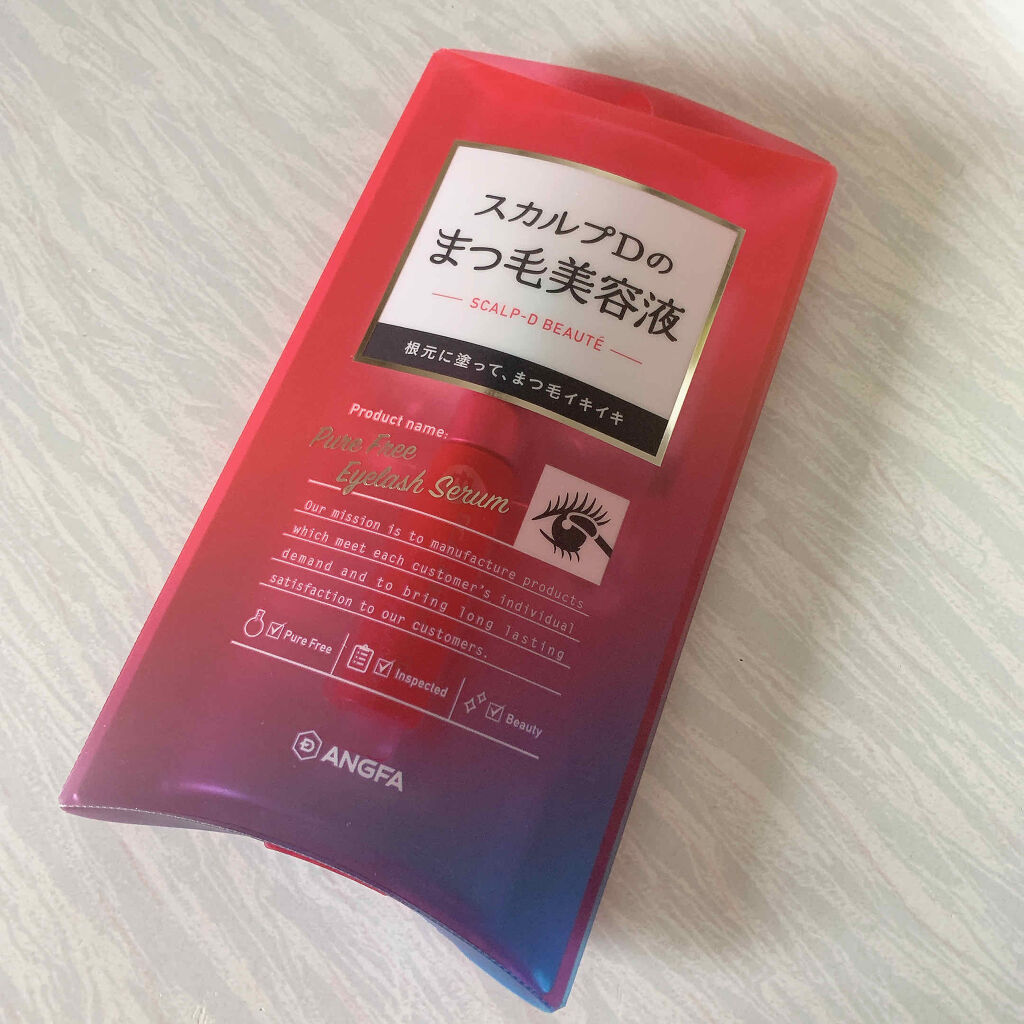 スカルプDの
まつ毛美容液
SCALP-D BEAUTÉ
根元に塗って、まつ毛イキイキ
Product name:
Pure Free
Eyelash Serum
Our mission is to manufacture products
which meet each customer's individual
demand and to bring long lasting
satisfaction to our customers.
Pure Free
Inspected
Beauty
ANGFA